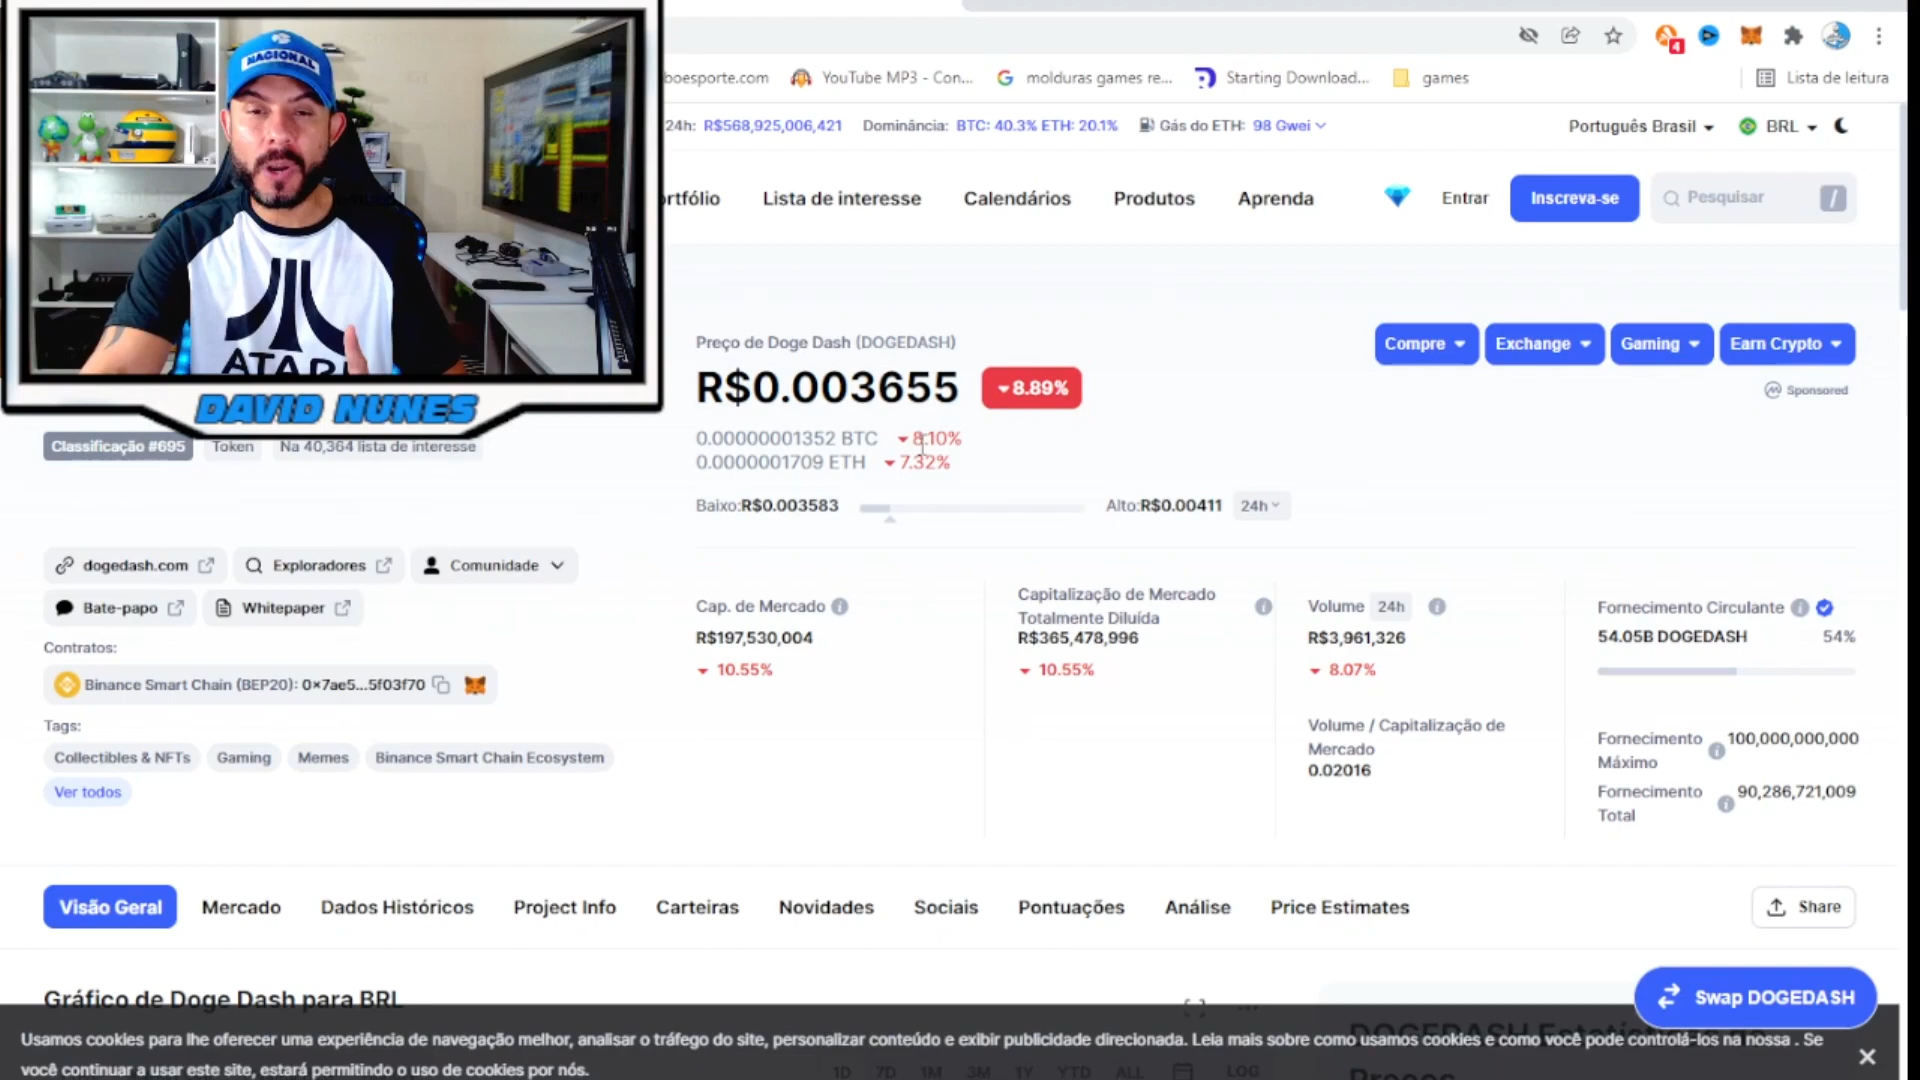 NACIONAL
ATARI
DAVID NUNES
boesporte.com
YouTube MP3 - Con...
molduras games re...
Starting Download...
games
Lista de leitura
4
24h: R$568,925,006,421
Dominância: BTC: 40.3% ETH: 20.1%
Gás do ETH: 98 Gwei
Português Brasil
BRL
ortfólio
Lista de interesse
Calendários
Produtos
Aprenda
Entrar
Inscreva-se
Pesquisar
/
Preço de Doge Dash (DOGEDASH)
R$0.003655
8.89%
Compre
Exchange
Gaming
Earn Crypto
Sponsored
0.00000001352 BTC
8.10%
0.0000001709 ETH
7.32%
Classificação #695
Token
Na 40,364 lista de interesse
Baixo:R$0.003583
Alto:R$0.00411
24h
dogedash.com
Exploradores
Comunidade
Bate-papo
Whitepaper
Contratos:
Binance Smart Chain (BEP20): 0x7ae5...5f03f70
Tags:
Collectibles & NFTs
Gaming
Memes
Binance Smart Chain Ecosystem
Ver todos
Cap. de Mercado
R$197,530,004
10.55%
Capitalização de Mercado
Totalmente Diluída
R$365,478,996
10.55%
Volume
24h
R$3,961,326
8.07%
Volume / Capitalização de
Mercado
0.02016
Fornecimento Circulante
54.05B DOGEDASH
54%
Fornecimento
Máximo
100,000,000,000
Fornecimento
Total
90,286,721,009
Visão Geral
Mercado
Dados Históricos
Project Info
Carteiras
Novidades
Sociais
Pontuações
Análise
Price Estimates
Share
Gráfico de Doge Dash para BRL
Swap DOGEDASH
Usamos cookies para lhe oferecer uma experiência de navegação melhor, analisar o tráfego do site, personalizar conteúdo e exibir publicidade direcionada. Leia mais sobre como usamos cookies e como você pode controlá-los na nossa . Se
você continuar a usar este site, estará permitindo o uso de cookies por nós.
1D
7D
1M
3M
1Y
YTD
ALL
LOG